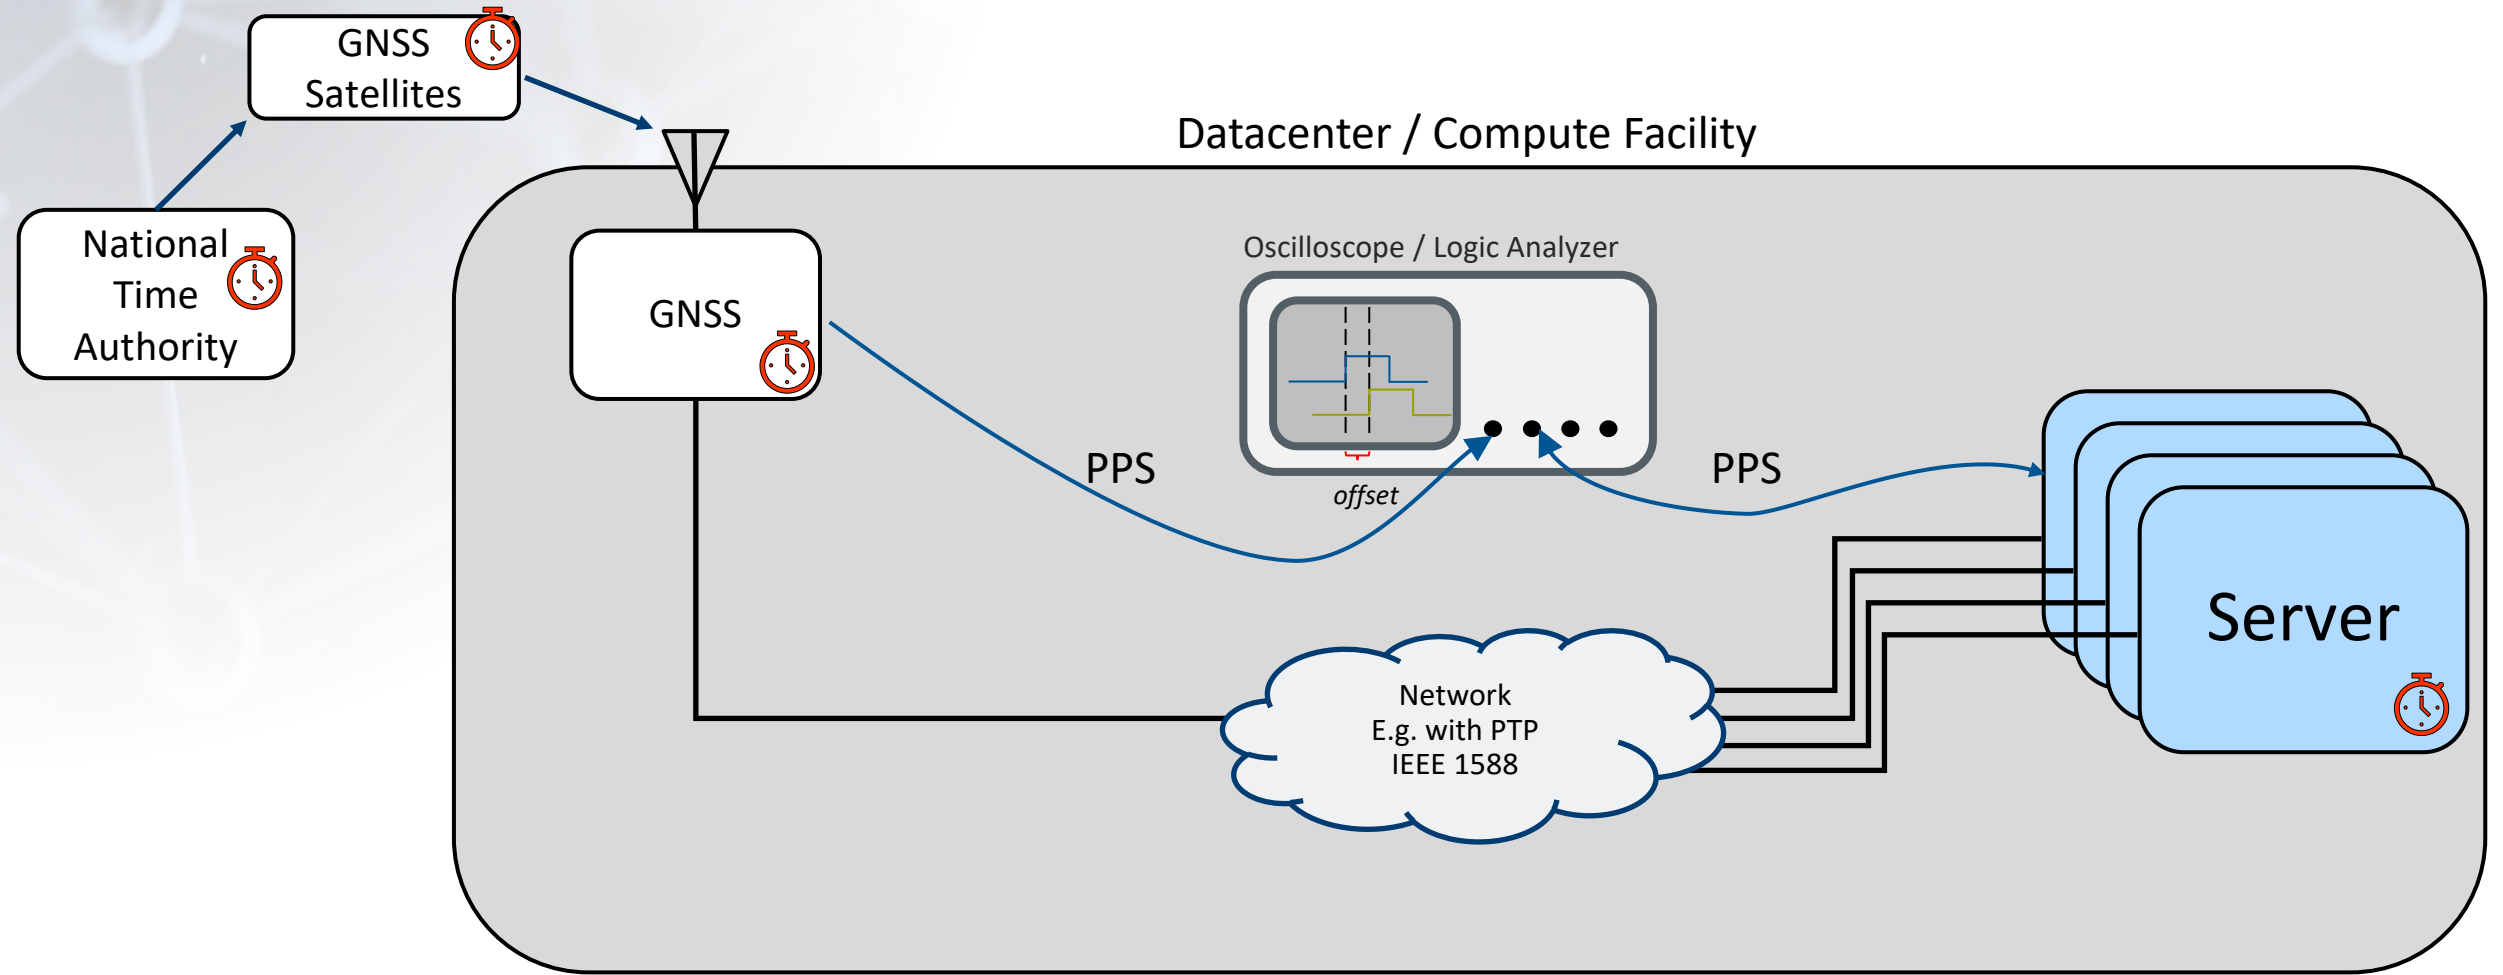 GNSS
Satellites
National
Time
Authority
Datacenter / Compute Facility
GNSS
Oscilloscope / Logic Analyzer
offset
PPS
PPS
Network
E.g. with PTP
IEEE 1588
Server